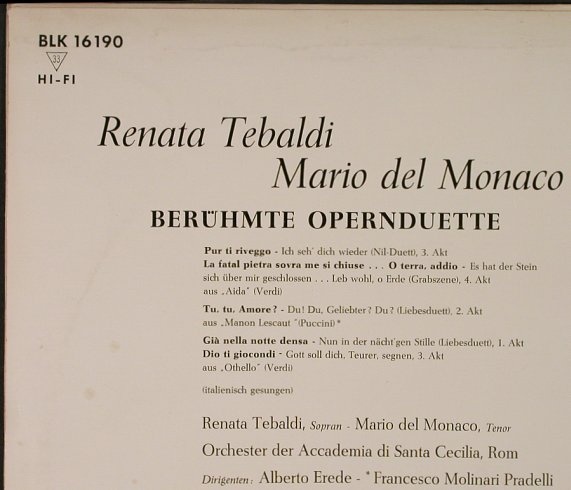 BLK 16190
33
HI-FI
Renata Tebaldi
Mario del Monaco
BERÜHMTE OPERNDUETTE
Pur ti riveggo - Ich seh' dich wieder (Nil-Duett), 3. Akt
La fatal pietra sovra me si chiuse . . . O terra, addio - Es hat der Stein
sich über mir geschlossen . . . Leb wohl, o Erde (Grabszene), 4. Akt
aus „Aida" (Verdi)
Tu, tu, Amore? - Du! Du, Geliebter? Du? (Liebesduett), 2. Akt
aus „Manon Lescaut "(Puccini)*
Già nella notte densa - Nun in der nächt'gen Stille (Liebesduett), 1. Akt
Dio ti giocondi - Gott soll dich, Teurer, segnen, 3. Akt
aus „Othello" (Verdi)
(italienisch gesungen)
Renata Tebaldi, Sopran - Mario del Monaco, Tenor
Orchester der Accademia di Santa Cecilia, Rom
Dirigenten: Alberto Erede - *Francesco Molinari Pradelli